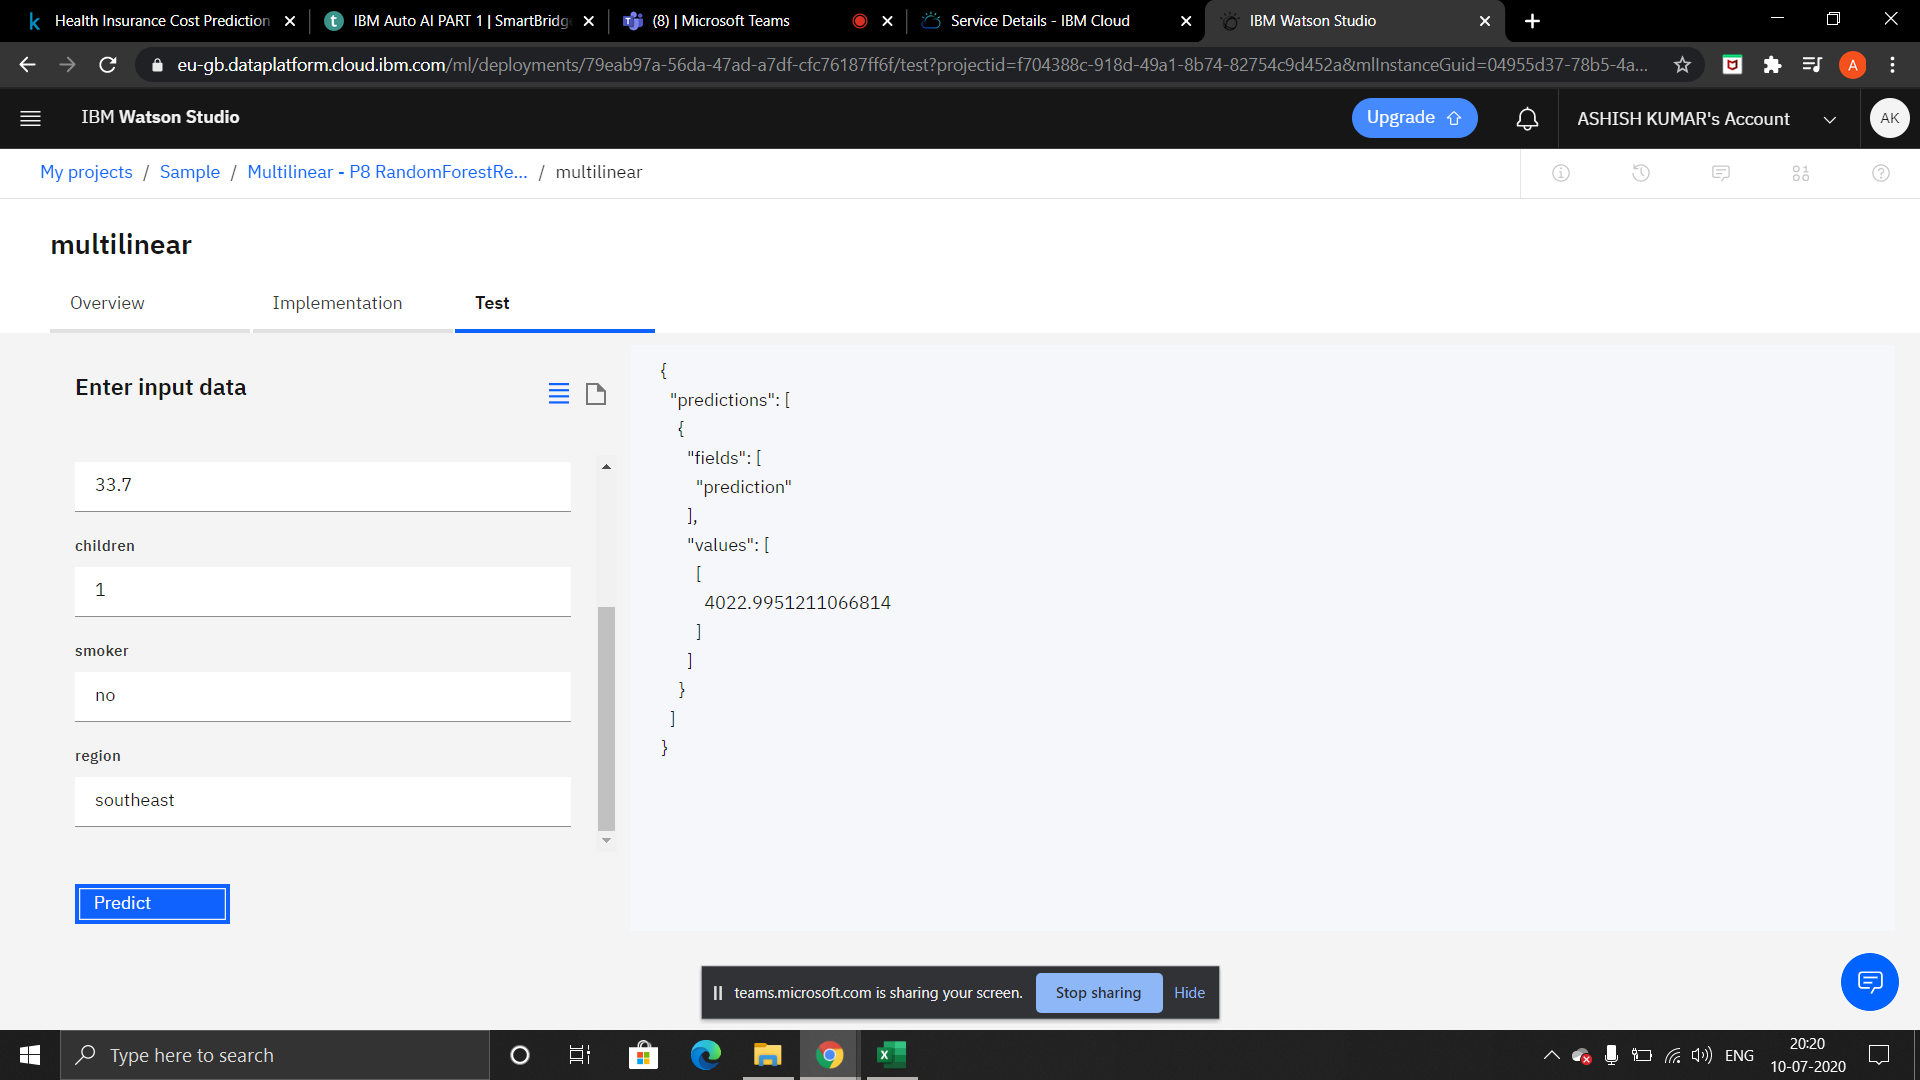 Health Insurance Cost Prediction
IBM Auto AI PART 1 | SmartBridge
(8) | Microsoft Teams
Service Details - IBM Cloud
IBM Watson Studio
eu-gb.dataplatform.cloud.ibm.com/ml/deployments/79eab97a-56da-47ad-a7df-cfc76187ff6f/test?projectid=f704388c-918d-49a1-8b74-82754c9d452a&mlInstanceGuid=04955d37-78b5-4a...
A
IBM Watson Studio
Upgrade
ASHISH KUMAR's Account
AK
My projects / Sample / Multilinear - P8 RandomForestRe... / multilinear
multilinear
Overview
Implementation
Test
Enter input data
33.7
children
1
smoker
no
region
southeast
Predict
{
"predictions": [
{
"fields": [
"prediction"
],
"values": [
[
4022.9951211066814
]
]
}
]
}
teams.microsoft.com is sharing your screen.
Stop sharing
Hide
Type here to search
ENG
20:20
10-07-2020